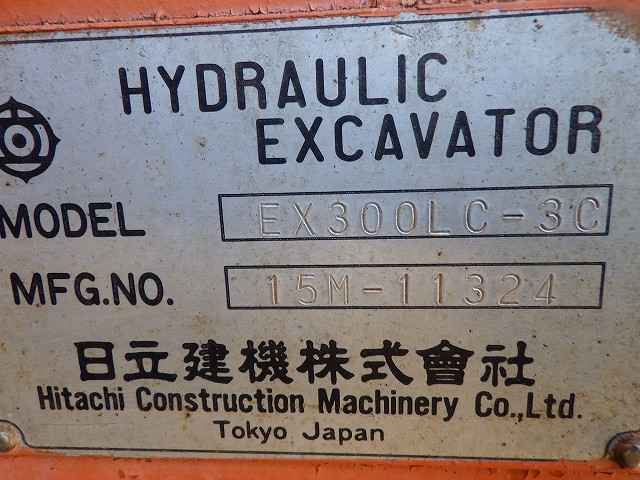 HYDRAULIC
EXCAVATOR
MODEL EX300LC-3C
MFG.NO. 15M-11324
日立建機株式會社
Hitachi Construction Machinery Co.,Ltd.
Tokyo Japan